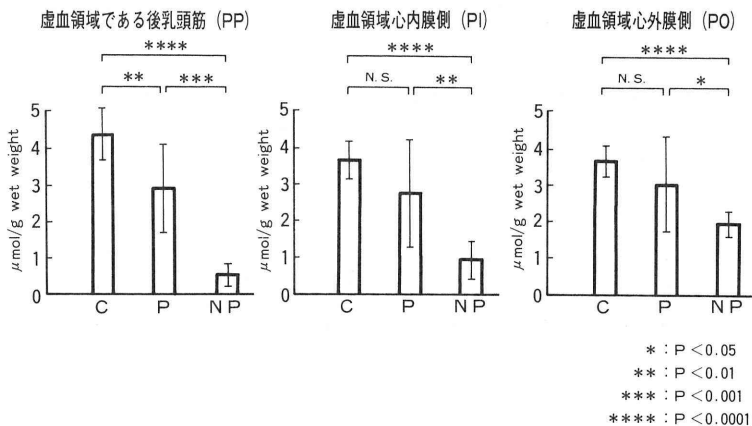 虚血領域である後乳頭筋 (PP)
****
** ***
μmol/g wet weight
5
4
3
2
1
0
C P NP
虚血領域心内膜側 (PI)
****
N.S. **
μmol/g wet weight
5
4
3
2
1
0
C P NP
虚血領域心外膜側 (PO)
****
N.S. *
μmol/g wet weight
5
4
3
2
1
0
C P NP
* : P<0.05
** : P<0.01
*** : P<0.001
**** : P<0.0001